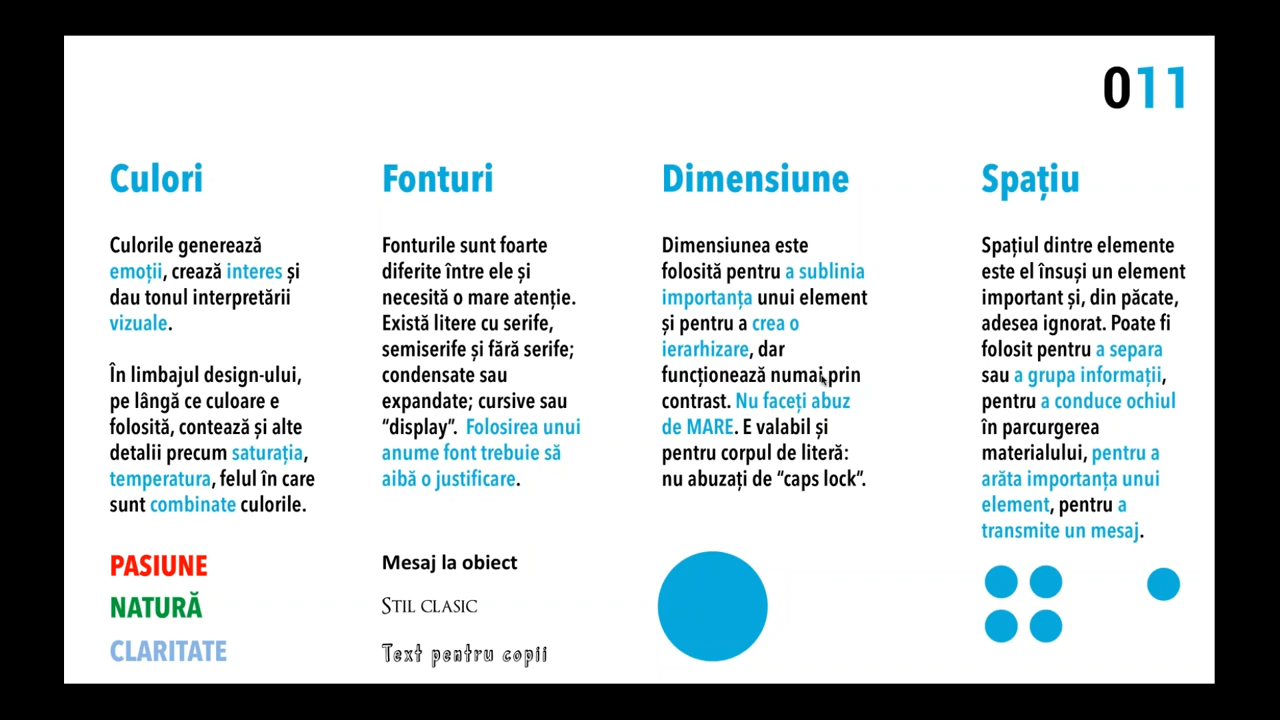 011
Culori
Culorile generează
emoții, crează interes și
dau tonul interpretării
vizuale.
În limbajul design-ului,
pe lângă ce culoare e
folosită, contează și alte
detalii precum saturația,
temperatura, felul în care
sunt combinate culorile.
PASIUNE
NATURĂ
CLARITATE
Fonturi
Fonturile sunt foarte
diferite între ele și
necesită o mare atenție.
Există litere cu serife,
semiserife și fără serife;
condensate sau
expandate; cursive sau
“display”. Folosirea unui
anume font trebuie să
aibă o justificare.
Mesaj la obiect
Stil clasic
Text pentru copii
Dimensiune
Dimensiunea este
folosită pentru a sublinia
importanța unui element
și pentru a crea o
ierarhizare, dar
funcționează numai prin
contrast. Nu faceți abuz
de MARE. E valabil și
pentru corpul de literă:
nu abuzați de “caps lock”.
Spațiu
Spațiul dintre elemente
este el însuși un element
important și, din păcate,
adesea ignorat. Poate fi
folosit pentru a separa
sau a grupa informații,
pentru a conduce ochiul
în parcurgerea
materialului, pentru a
arăta importanța unui
element, pentru a
transmite un mesaj.